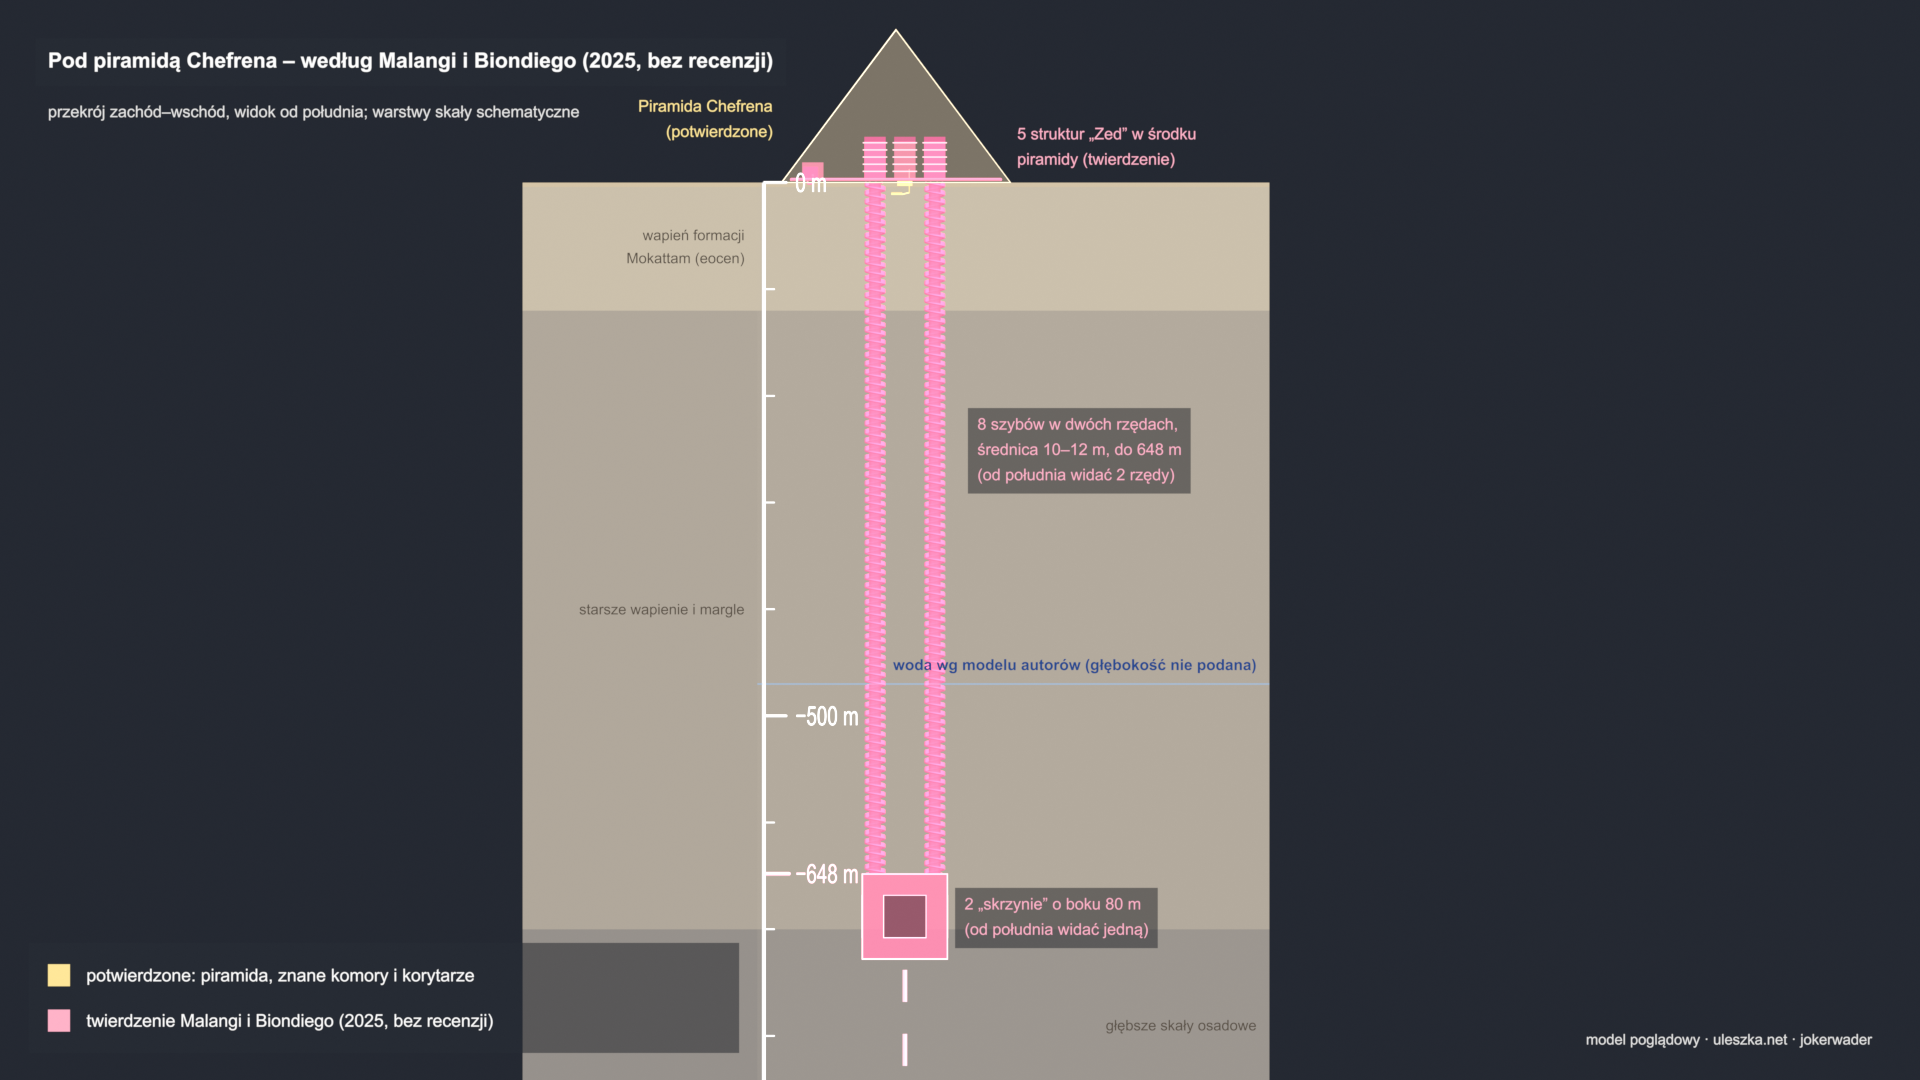 Pod piramidą Chefrena – według Malangi i Biondiego (2025, bez recenzji)
przekrój zachód–wschód, widok od południa; warstwy skały schematyczne
Piramida Chefrena
(potwierdzone)
5 struktur „Zed” w środku
piramidy (twierdzenie)
0 m
wapień formacji
Mokattam (eocen)
8 szybów w dwóch rzędach,
średnica 10–12 m, do 648 m
(od południa widać 2 rzędy)
starsze wapienie i margle
woda wg modelu autorów (głębokość nie podana)
−500 m
−648 m
2 „skrzynie” o boku 80 m
(od południa widać jedną)
potwierdzone: piramida, znane komory i korytarze
twierdzenie Malangi i Biondiego (2025, bez recenzji)
głębsze skały osadowe
model poglądowy · uleszka.net · jokerwader